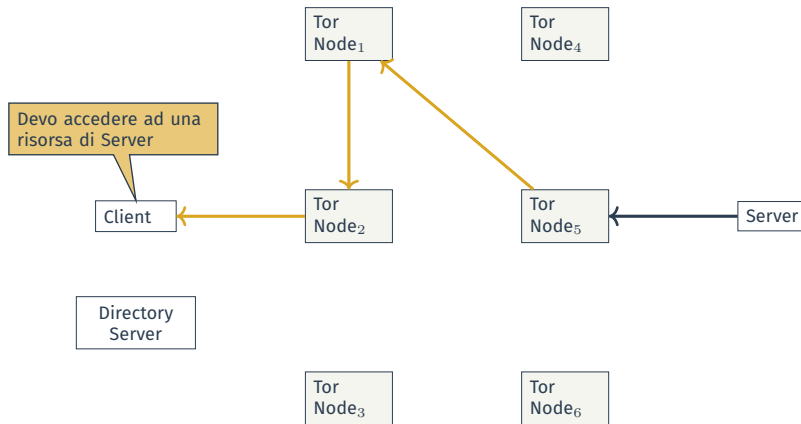 Tor
Node₁
Tor
Node₄
Devo accedere ad una
risorsa di Server
Client
Tor
Node₂
Tor
Node₅
Server
Directory
Server
Tor
Node₃
Tor
Node₆